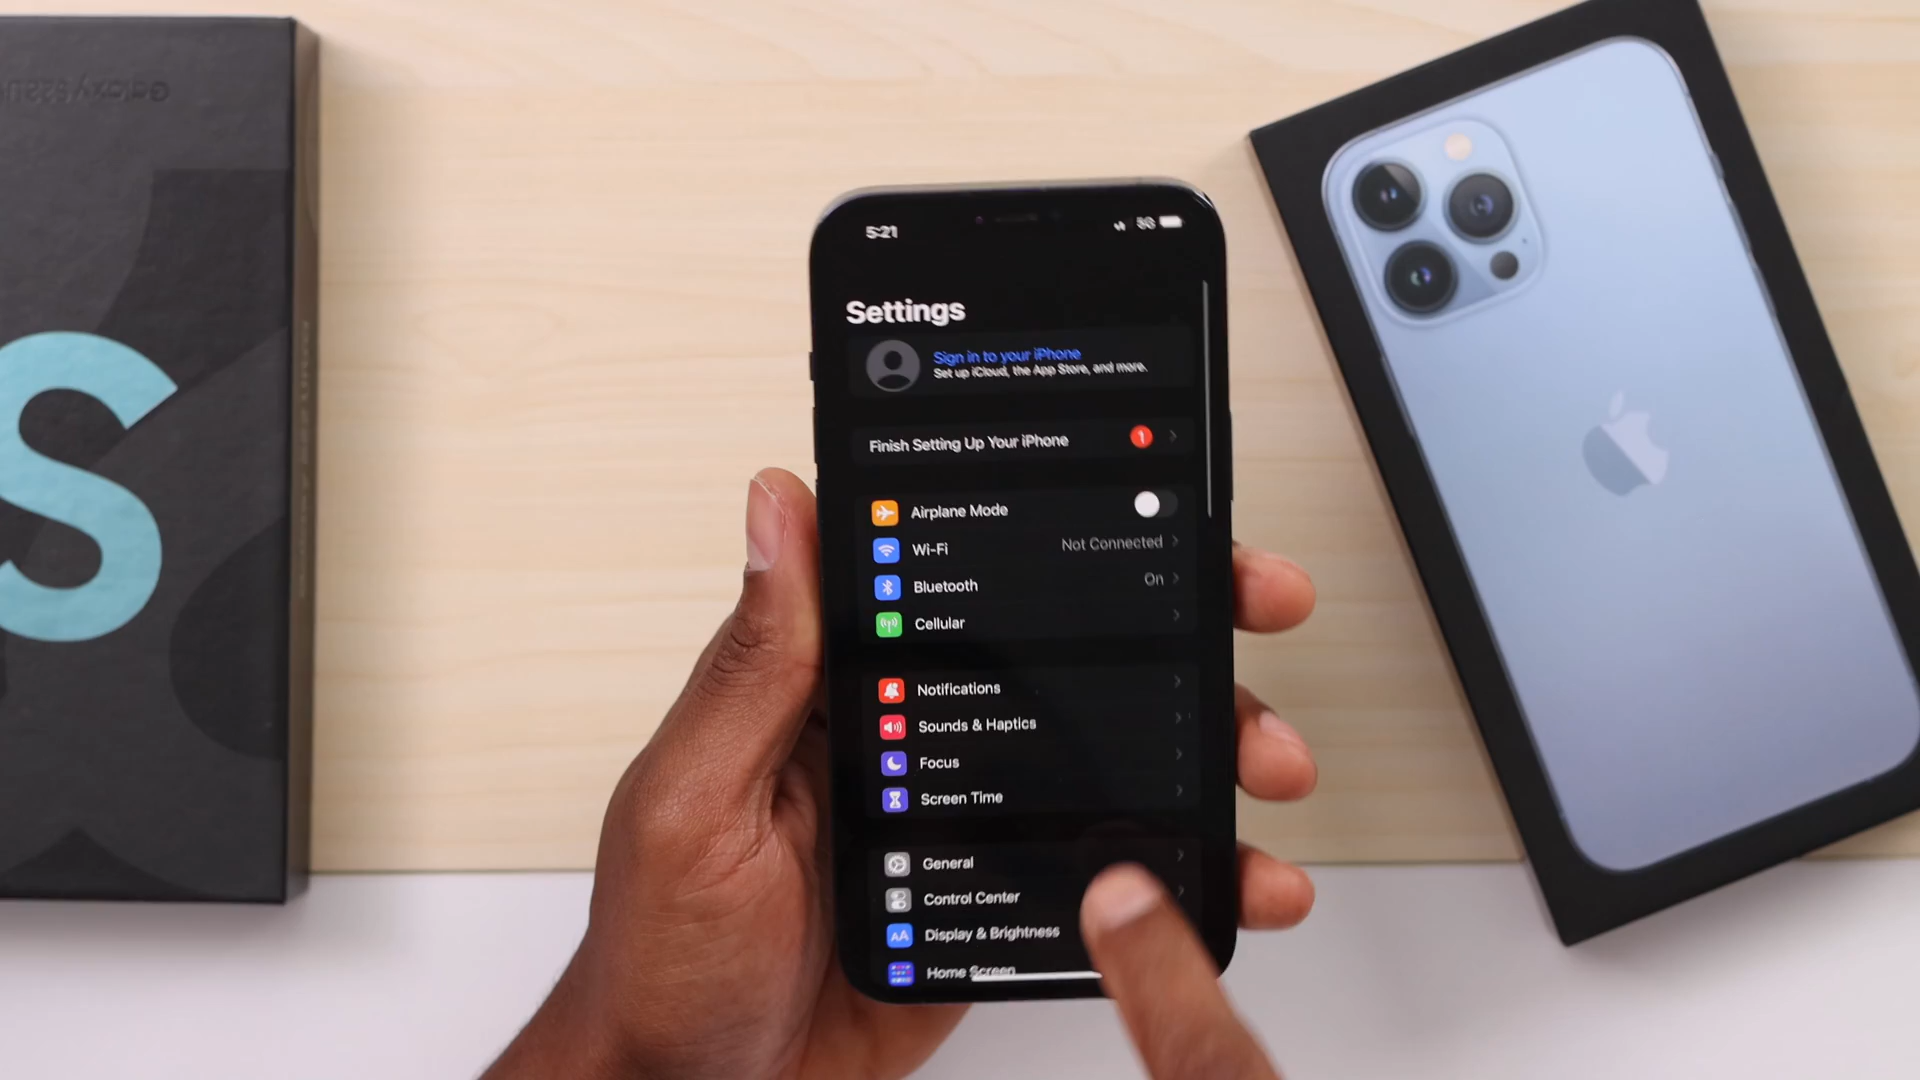 Galaxy S22
S
5:21
5G
Settings
Sign in to your iPhone
Set up iCloud, the App Store, and more.
Finish Setting Up Your iPhone
1
Airplane Mode
Wi-Fi
Not Connected
Bluetooth
On
Cellular
Notifications
Sounds & Haptics
Focus
Screen Time
General
Control Center
AA
Display & Brightness
Home Screen